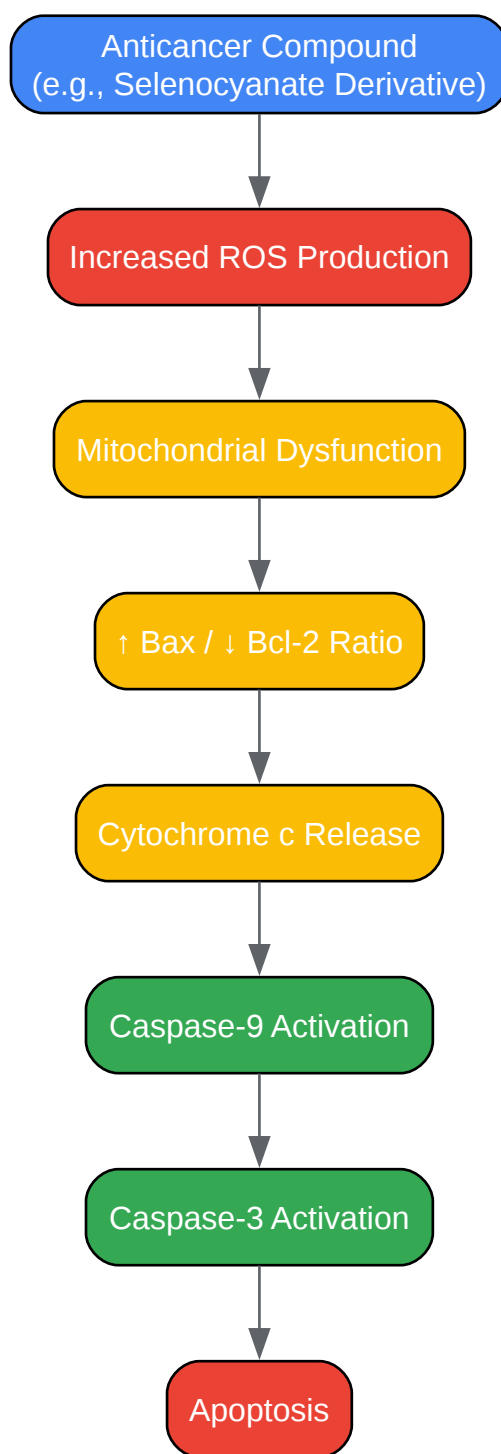 Anticancer Compound
(e.g., Selenocyanate Derivative)
Increased ROS Production
Mitochondrial Dysfunction
↑ Bax / ↓ Bcl-2 Ratio
Cytochrome c Release
Caspase-9 Activation
Caspase-3 Activation
Apoptosis